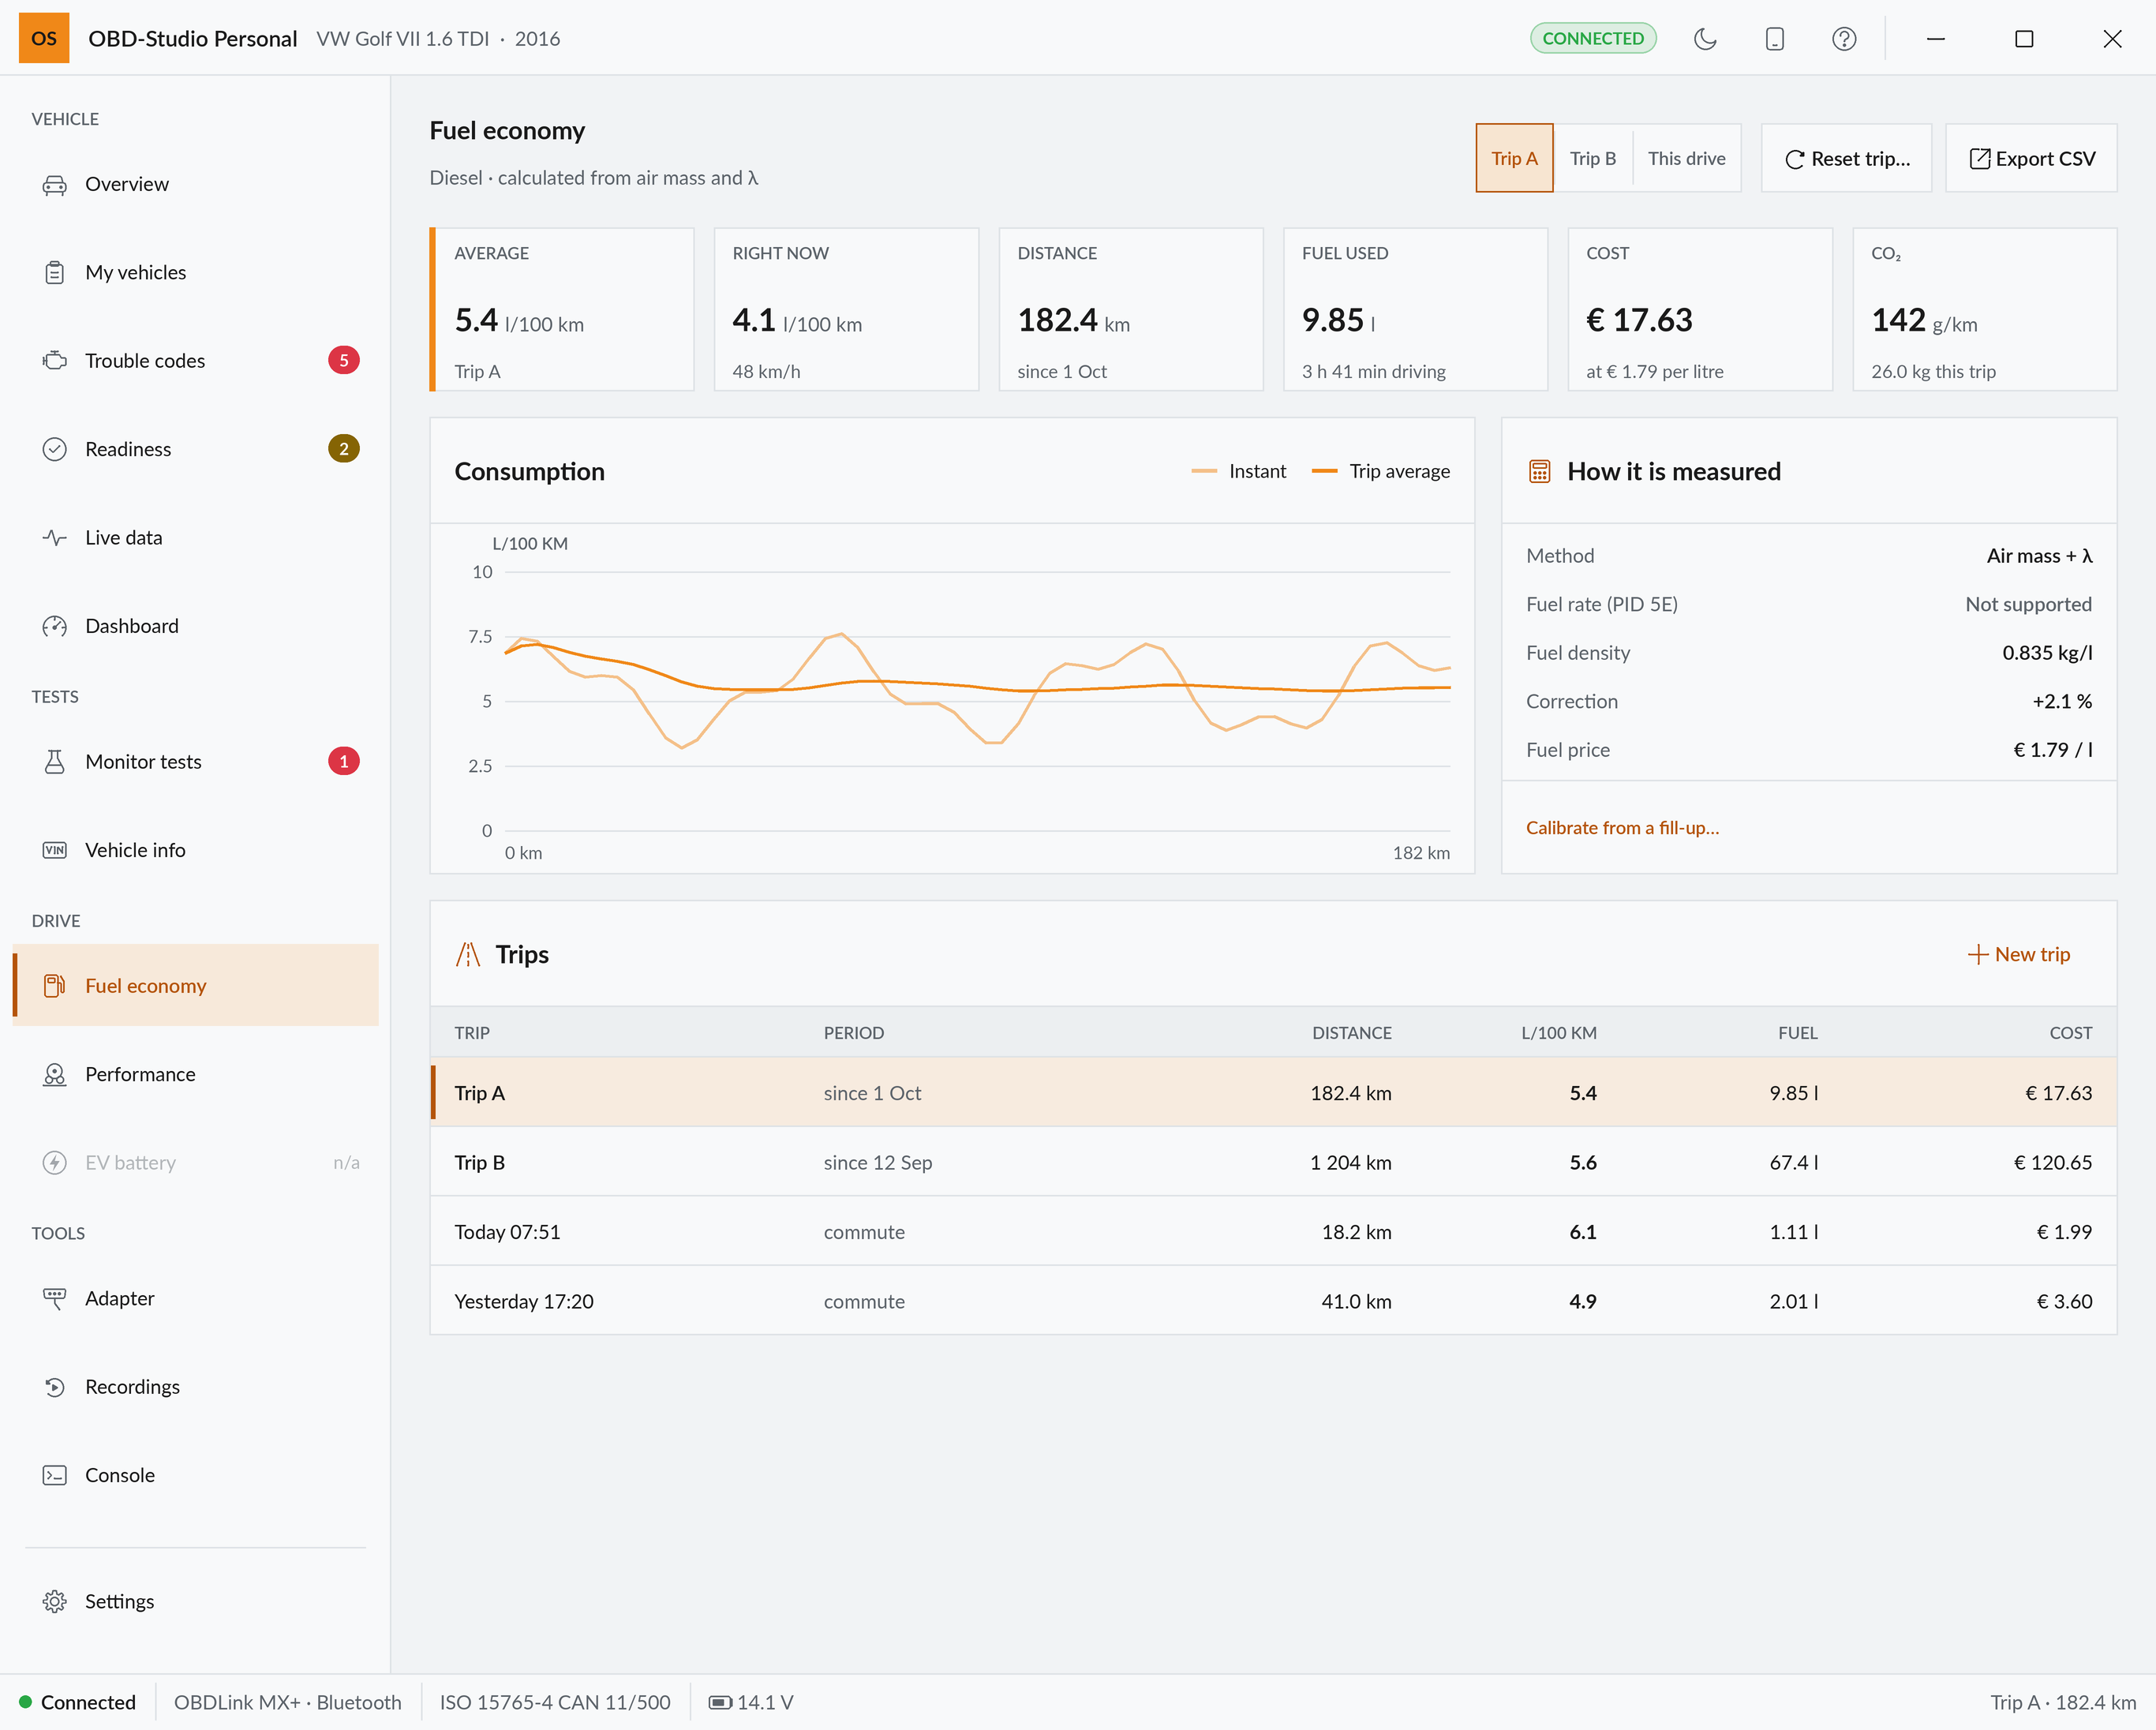 OS OBD-Studio Personal VW Golf VII 1.6 TDI · 2016 CONNECTED
VEHICLE
Overview
My vehicles
Trouble codes 5
Readiness 2
Live data
Dashboard
TESTS
Monitor tests 1
VIN Vehicle info
DRIVE
Fuel economy
Performance
EV battery n/a
TOOLS
Adapter
Recordings
Console
Settings
Fuel economy
Diesel · calculated from air mass and λ
Trip A Trip B This drive Reset trip... Export CSV
AVERAGE
5.4 l/100 km
Trip A
RIGHT NOW
4.1 l/100 km
48 km/h
DISTANCE
182.4 km
since 1 Oct
FUEL USED
9.85 l
3 h 41 min driving
COST
€ 17.63
at € 1.79 per litre
CO₂
142 g/km
26.0 kg this trip
Consumption Instant Trip average
L/100 KM
10
7.5
5
2.5
0
0 km 182 km
How it is measured
Method Air mass + λ
Fuel rate (PID 5E) Not supported
Fuel density 0.835 kg/l
Correction +2.1 %
Fuel price € 1.79 / l
Calibrate from a fill-up...
Trips New trip
TRIP PERIOD DISTANCE L/100 KM FUEL COST
Trip A since 1 Oct 182.4 km 5.4 9.85 l € 17.63
Trip B since 12 Sep 1 204 km 5.6 67.4 l € 120.65
Today 07:51 commute 18.2 km 6.1 1.11 l € 1.99
Yesterday 17:20 commute 41.0 km 4.9 2.01 l € 3.60
Connected OBDLink MX+ · Bluetooth ISO 15765-4 CAN 11/500 14.1 V Trip A · 182.4 km